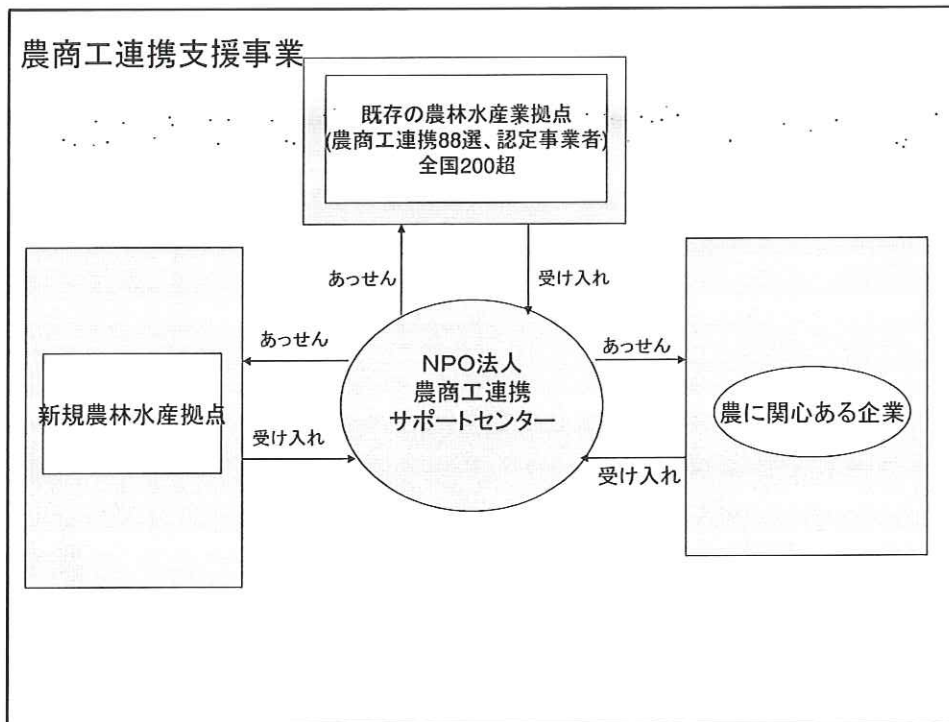 農商工連携支援事業
既存の農林水産業拠点
(農商工連携88選、認定事業者)
全国200超
あっせん
受け入れ
あっせん
あっせん
NPO法人
農商工連携
サポートセンター
新規農林水産拠点
農に関心ある企業
受け入れ
受け入れ